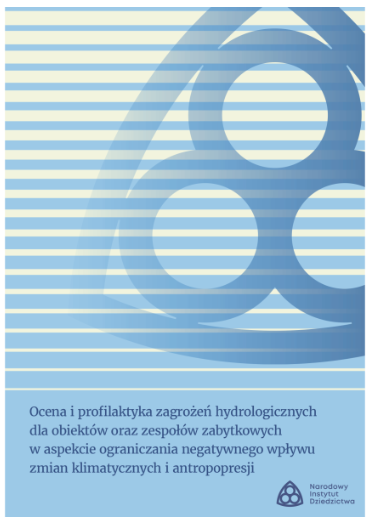 Ocena i profilaktyka zagrożeń hydrologicznych
dla obiektów oraz zespołów zabytkowych
w aspekcie ograniczania negatywnego wpływu
zmian klimatycznych i antropopresji
Narodowy
Instytut
Dziedzictwa